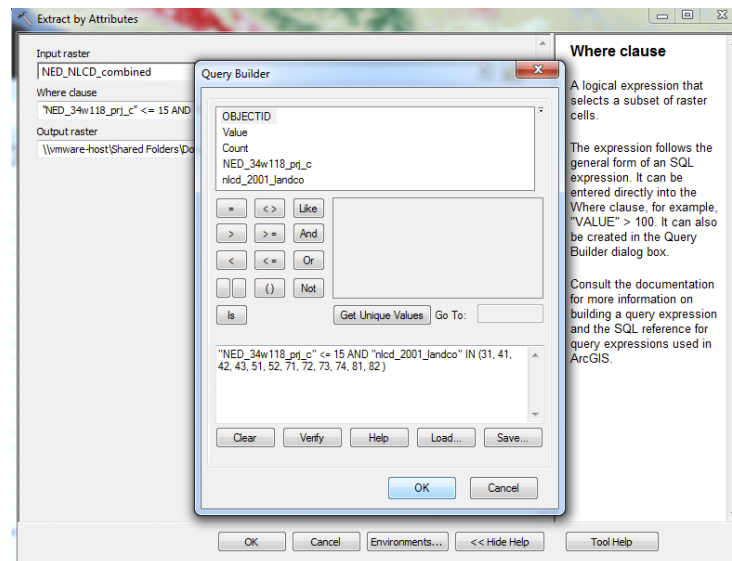 Extract by Attributes
Input raster
NED_NLCD_combined
Where clause
"NED_34w118_prj_c" <= 15 AND
Output raster
\\vmware-host\Shared Folders\Do
Query Builder
OBJECTID
Value
Count
NED_34w118_prj_c
nlcd_2001_landco
= <> Like
> >= And
< <= Or
() Not
Is
Get Unique Values Go To:
"NED_34w118_prj_c" <= 15 AND "nlcd_2001_landco" IN (31, 41,
42, 43, 51, 52, 71, 72, 73, 74, 81, 82 )
Clear Verify Help Load... Save...
OK Cancel
Where clause
A logical expression that
selects a subset of raster
cells.
The expression follows the
general form of an SQL
expression. It can be
entered directly into the
Where clause, for example,
"VALUE" > 100. It can also
be created in the Query
Builder dialog box.
Consult the documentation
for more information on
building a query expression
and the SQL reference for
query expressions used in
ArcGIS.
OK Cancel Environments... << Hide Help Tool Help